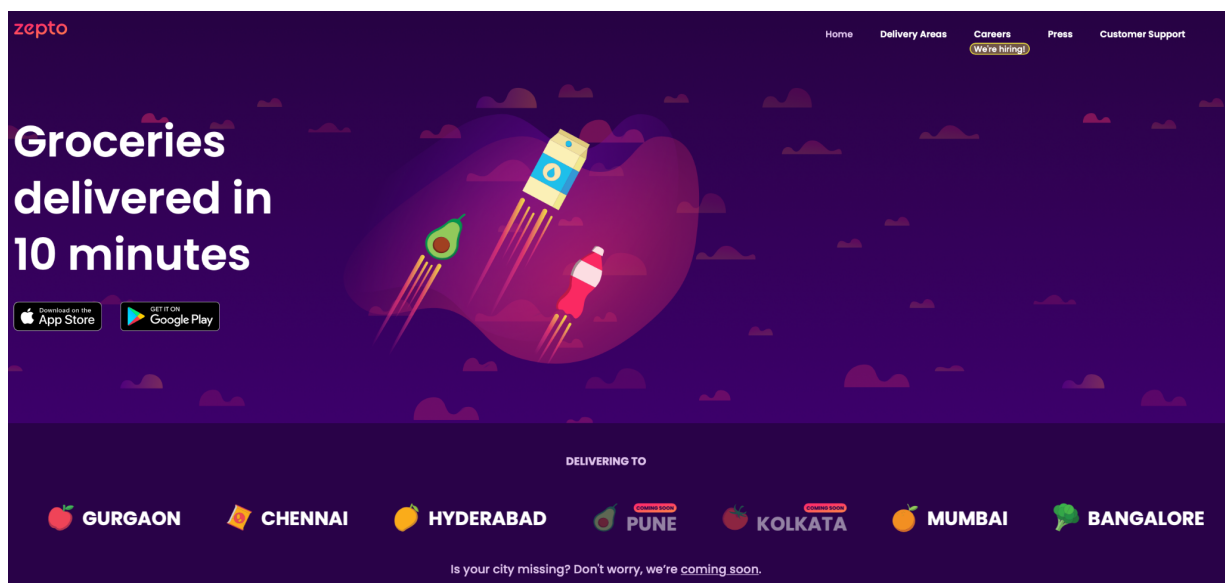 zepto
Home Delivery Areas Careers Press Customer Support
We're hiring!
Groceries
delivered in
10 minutes
Download on the
App Store
GET IT ON
Google Play
DELIVERING TO
GURGAON
CHENNAI
HYDERABAD
COMING SOON
PUNE
COMING SOON
KOLKATA
MUMBAI
BANGALORE
Is your city missing? Don't worry, we're coming soon.